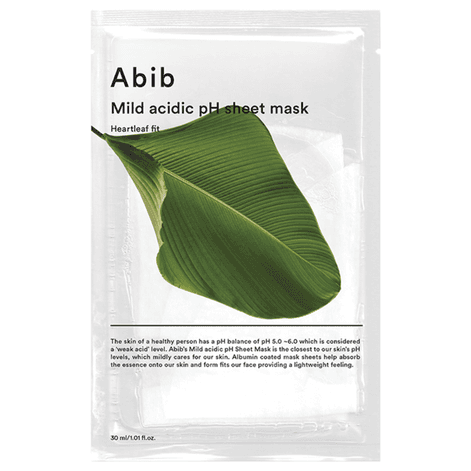 Abib
Mild acidic pH sheet mask
Heartleaf fit
The skin of a healthy person has a pH balance of pH 5.0 ~6.0 which is considered
a 'weak acid' level. Abib's Mild acidic pH Sheet Mask is the closest to our skin's pH
levels, which mildly cares for our skin. Albumin coated mask sheets help absorb
the essence onto our skin and form fits our face providing a lightweight feeling.
30 ml/1.01 fl.oz.